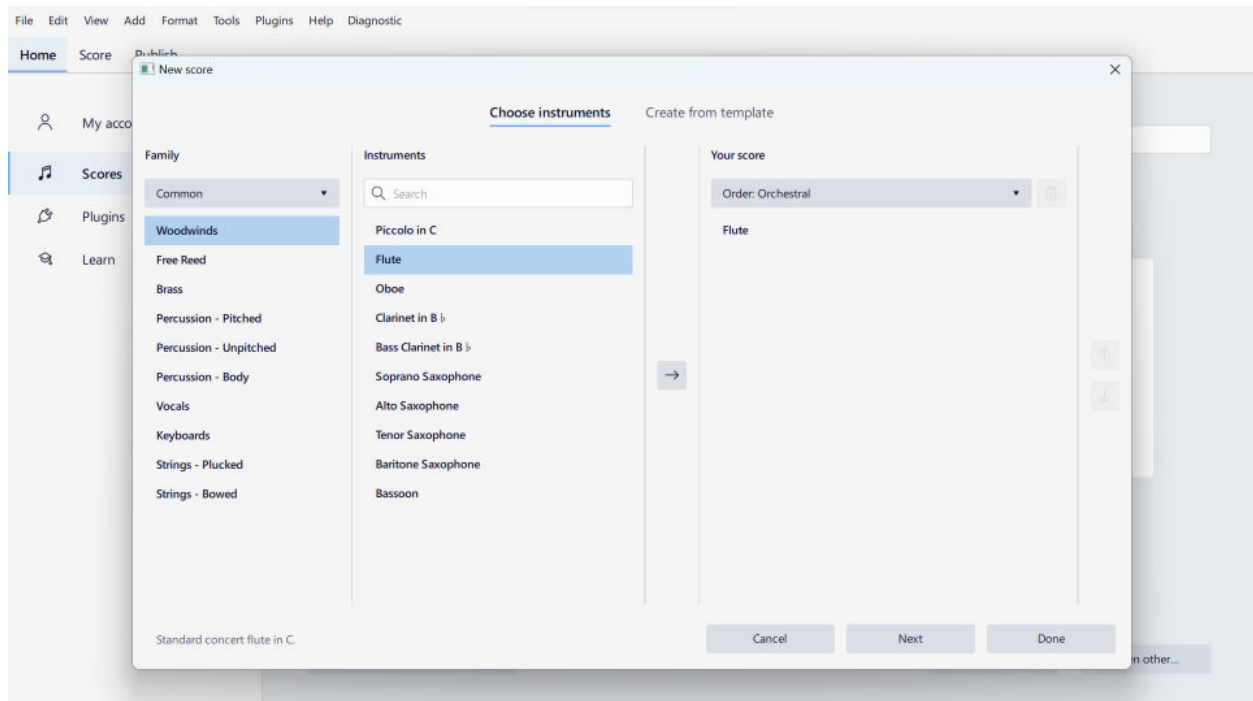 File Edit View Add Format Tools Plugins Help Diagnostic
Home Score Publish
New score
Choose instruments Create from template
My acco
Scores
Plugins
Learn
Family
Common
Woodwinds
Free Reed
Brass
Percussion - Pitched
Percussion - Unpitched
Percussion - Body
Vocals
Keyboards
Strings - Plucked
Strings - Bowed
Instruments
Search
Piccolo in C
Flute
Oboe
Clarinet in B♭
Bass Clarinet in B♭
Soprano Saxophone
Alto Saxophone
Tenor Saxophone
Baritone Saxophone
Bassoon
Your score
Order: Orchestral
Flute
Standard concert flute in C.
Cancel Next Done
n other...